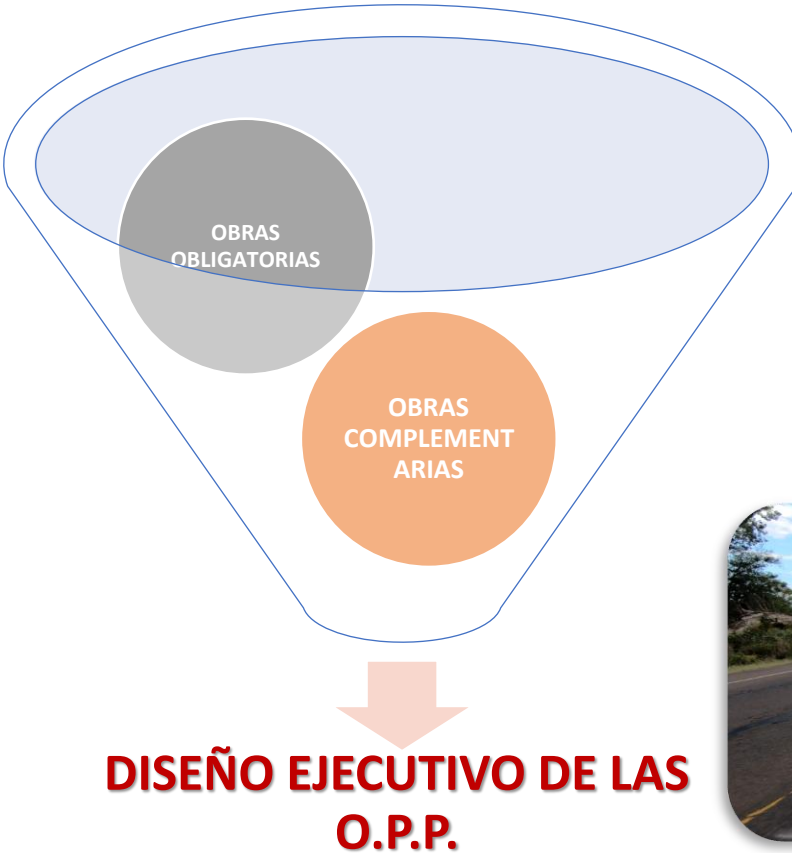 OBRAS
OBLIGATORIAS
OBRAS
COMPLEMENT
ARIAS
DISEÑO EJECUTIVO DE LAS
O.P.P.